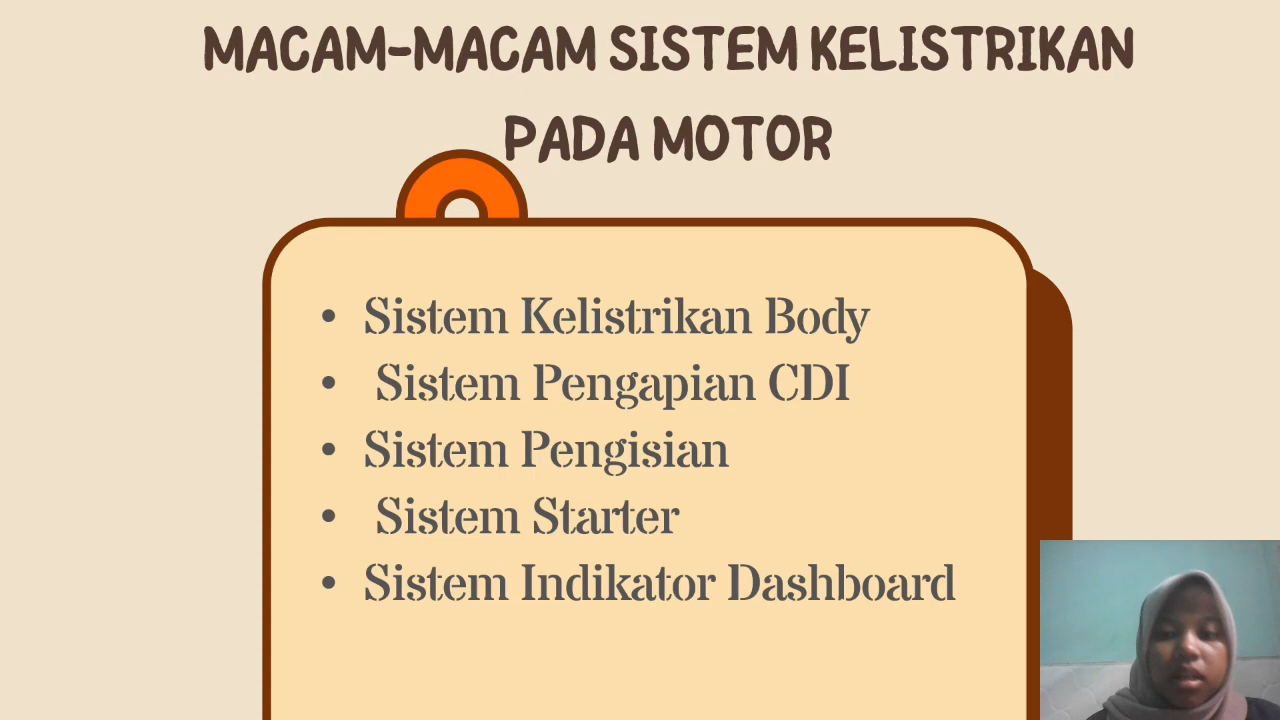 MACAM-MACAM SISTEM KELISTRIKAN
PADA MOTOR
• Sistem Kelistrikan Body
• Sistem Pengapian CDI
• Sistem Pengisian
• Sistem Starter
• Sistem Indikator Dashboard